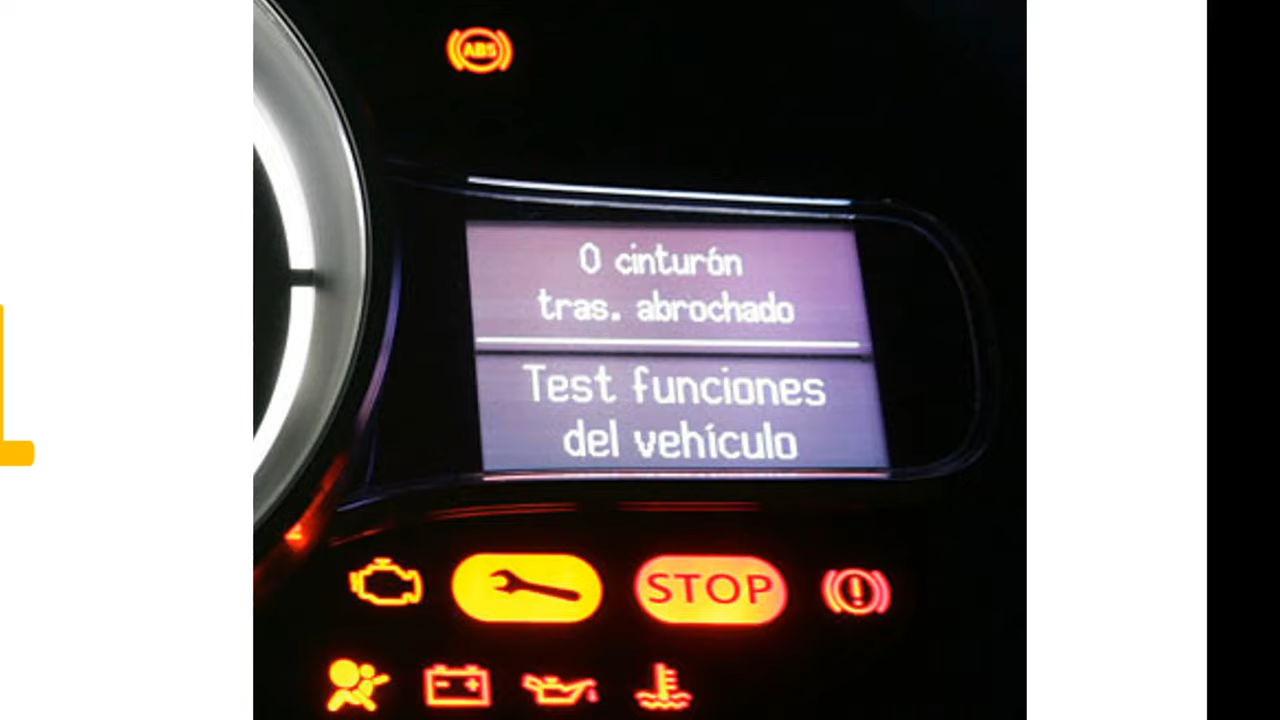 ABS
0 cinturón
tras. abrochado
Test funciones
del vehículo
STOP